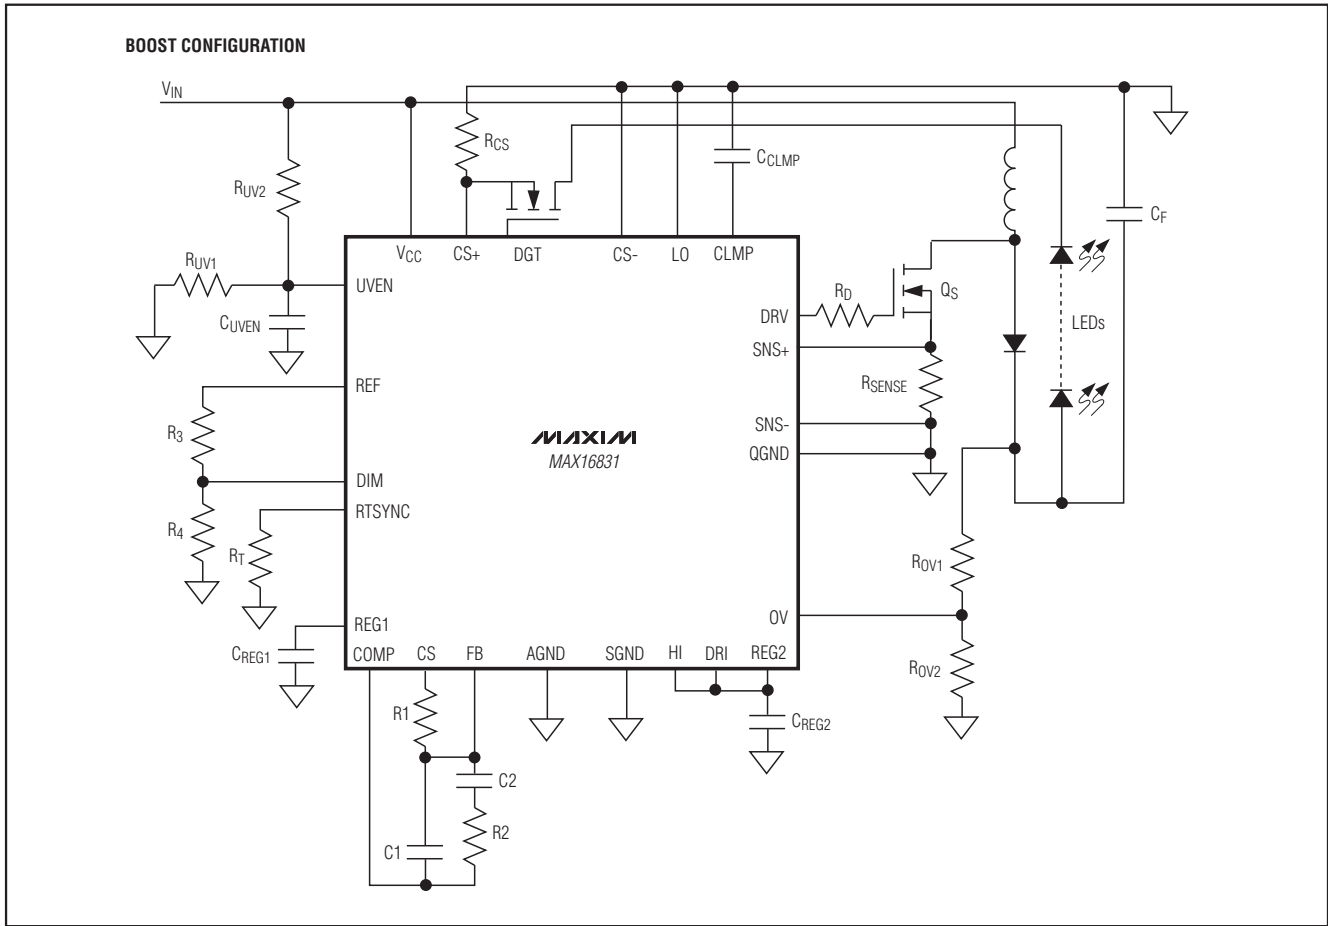 BOOST CONFIGURATION
VIN
RCS
CCLMP
RUV2
CF
VCC
CS+
DGT
CS-
LO
CLMP
RUV1
UVEN
CUVEN
RD
QS
DRV
LEDs
SNS+
REF
RSENSE
R3
SNS-
MAXIM
MAX16831
QGND
DIM
RTSYNC
R4
RT
ROV1
OV
REG1
CREG1
COMP
CS
FB
AGND
SGND
HI
DRI
REG2
ROV2
R1
CREG2
C2
R2
C1